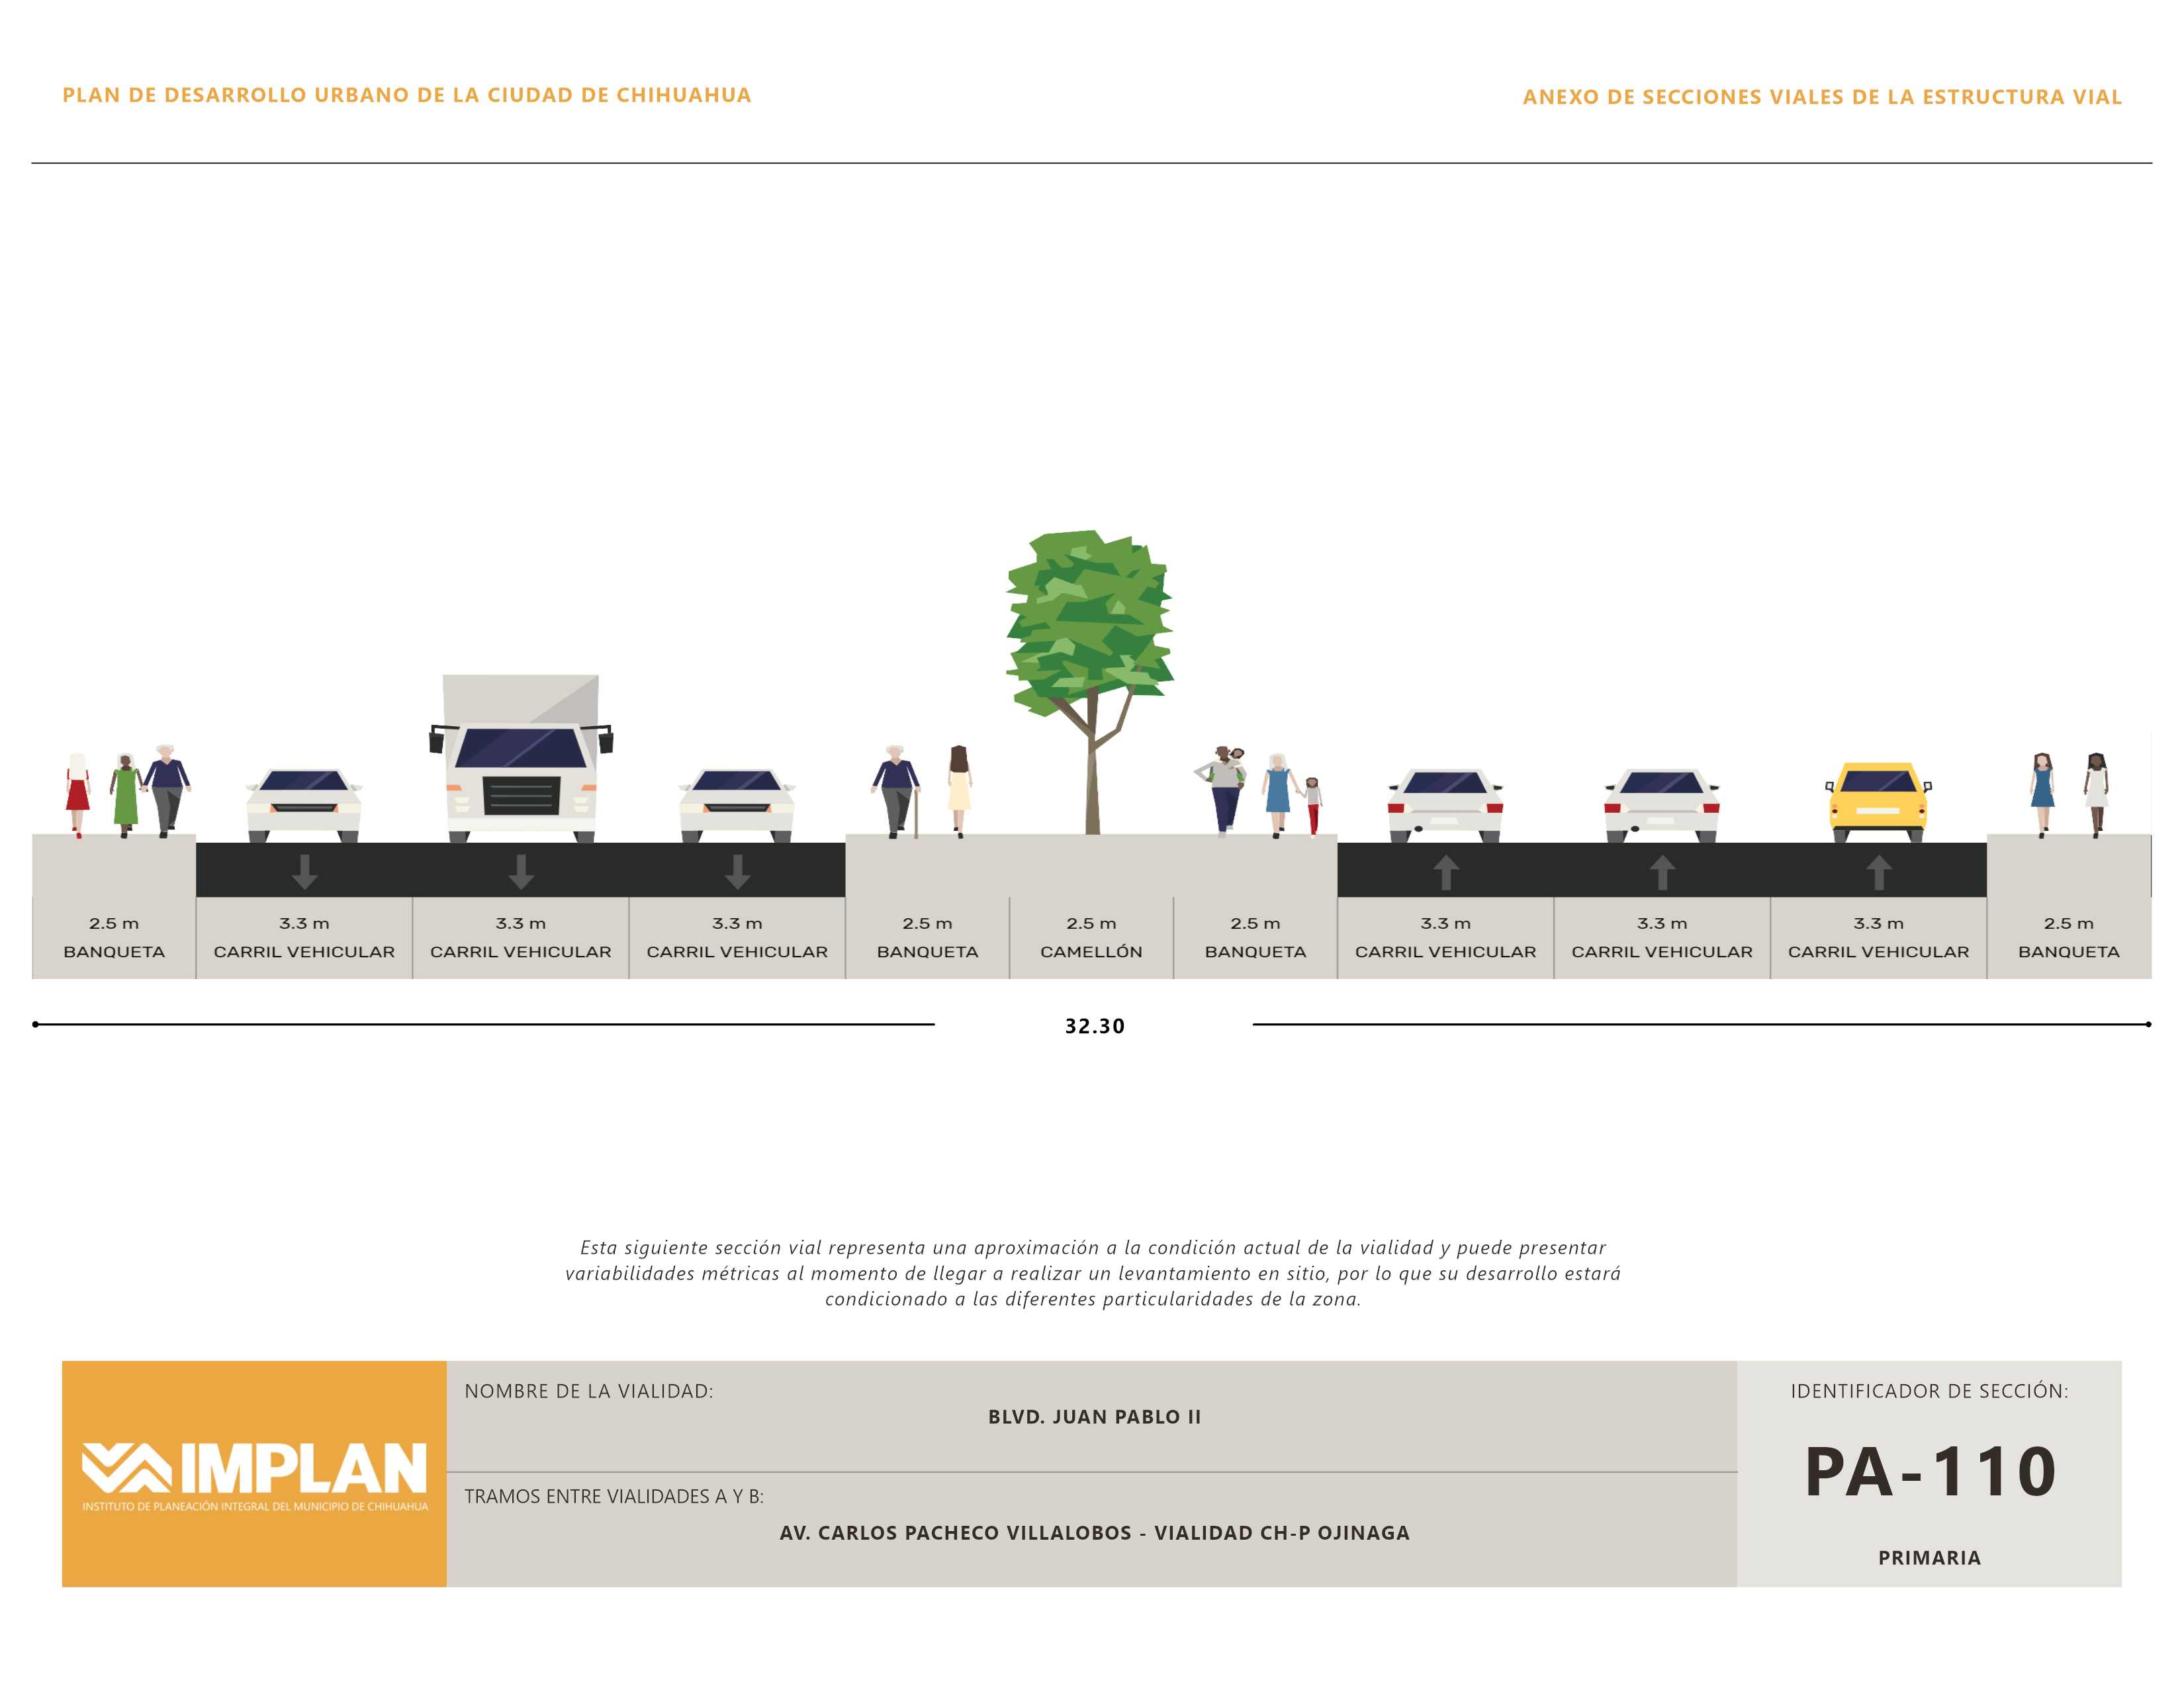 PLAN DE DESARROLLO URBANO DE LA CIUDAD DE CHIHUAHUA
ANEXO DE SECCIONES VIALES DE LA ESTRUCTURA VIAL
2.5 m 3.3 m 3.3 m 3.3 m 2.5 m 2.5 m 2.5 m 3.3 m 3.3 m 3.3 m 2.5 m
BANQUETA CARRIL VEHICULAR CARRIL VEHICULAR CARRIL VEHICULAR BANQUETA CAMELLÓN BANQUETA CARRIL VEHICULAR CARRIL VEHICULAR CARRIL VEHICULAR BANQUETA
32.30
Esta siguiente sección vial representa una aproximación a la condición actual de la vialidad y puede presentar
variabilidades métricas al momento de llegar a realizar un levantamiento en sitio, por lo que su desarrollo estará
condicionado a las diferentes particularidades de la zona.
IMPLAN
INSTITUTO DE PLANEACIÓN INTEGRAL DEL MUNICIPIO DE CHIHUAHUA
NOMBRE DE LA VIALIDAD:
BLVD. JUAN PABLO II
TRAMOS ENTRE VIALIDADES A Y B:
AV. CARLOS PACHECO VILLALOBOS - VIALIDAD CH-P OJINAGA
IDENTIFICADOR DE SECCIÓN:
PA-110
PRIMARIA